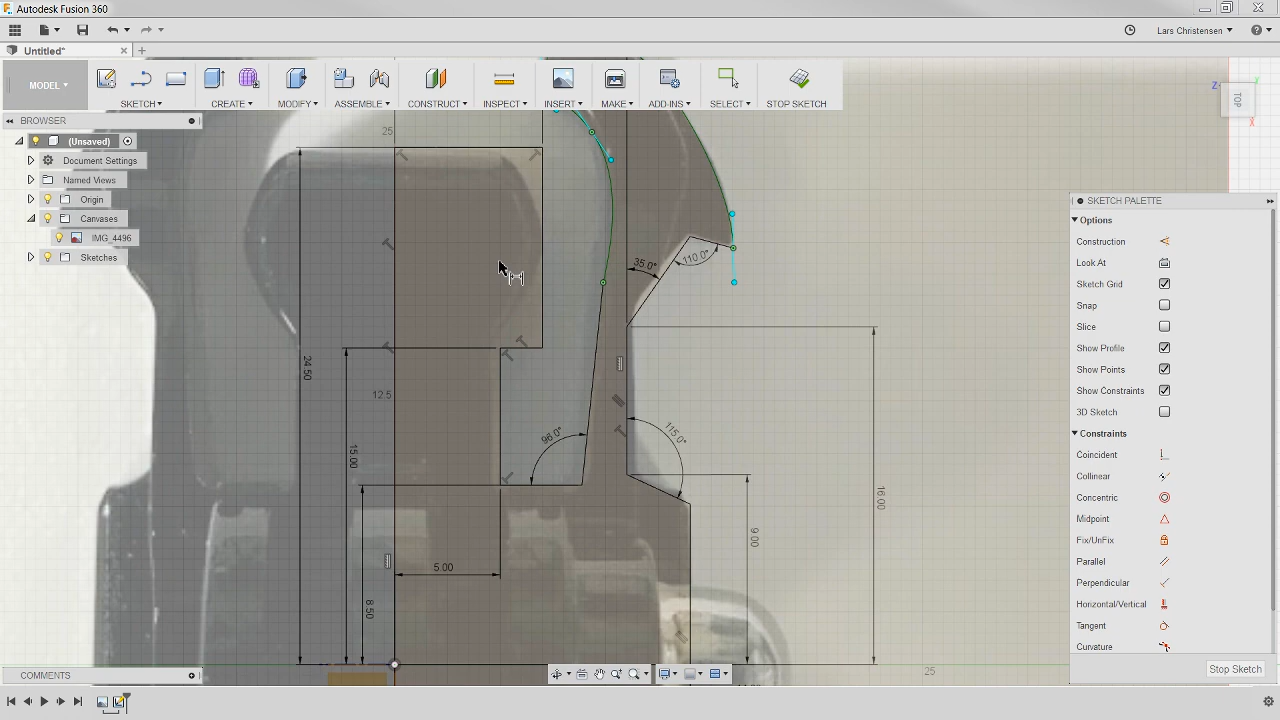 Autodesk Fusion 360
Lars Christensen
Untitled*
MODEL
SKETCH
CREATE
MODIFY
ASSEMBLE
CONSTRUCT
INSPECT
INSERT
MAKE
ADD-INS
SELECT
STOP SKETCH
BROWSER
(Unsaved)
Document Settings
Named Views
Origin
Canvases
IMG_4496
Sketches
Z
TOP
Y
X
25
24.50
12.5
15.00
8.50
5.00
96.0°
35.0°
110.0°
115.0°
9.00
16.00
25
SKETCH PALETTE
Options
Construction
Look At
Sketch Grid
Snap
Slice
Show Profile
Show Points
Show Constraints
3D Sketch
Constraints
Coincident
Collinear
Concentric
Midpoint
Fix/UnFix
Parallel
Perpendicular
Horizontal/Vertical
Tangent
Curvature
Stop Sketch
COMMENTS